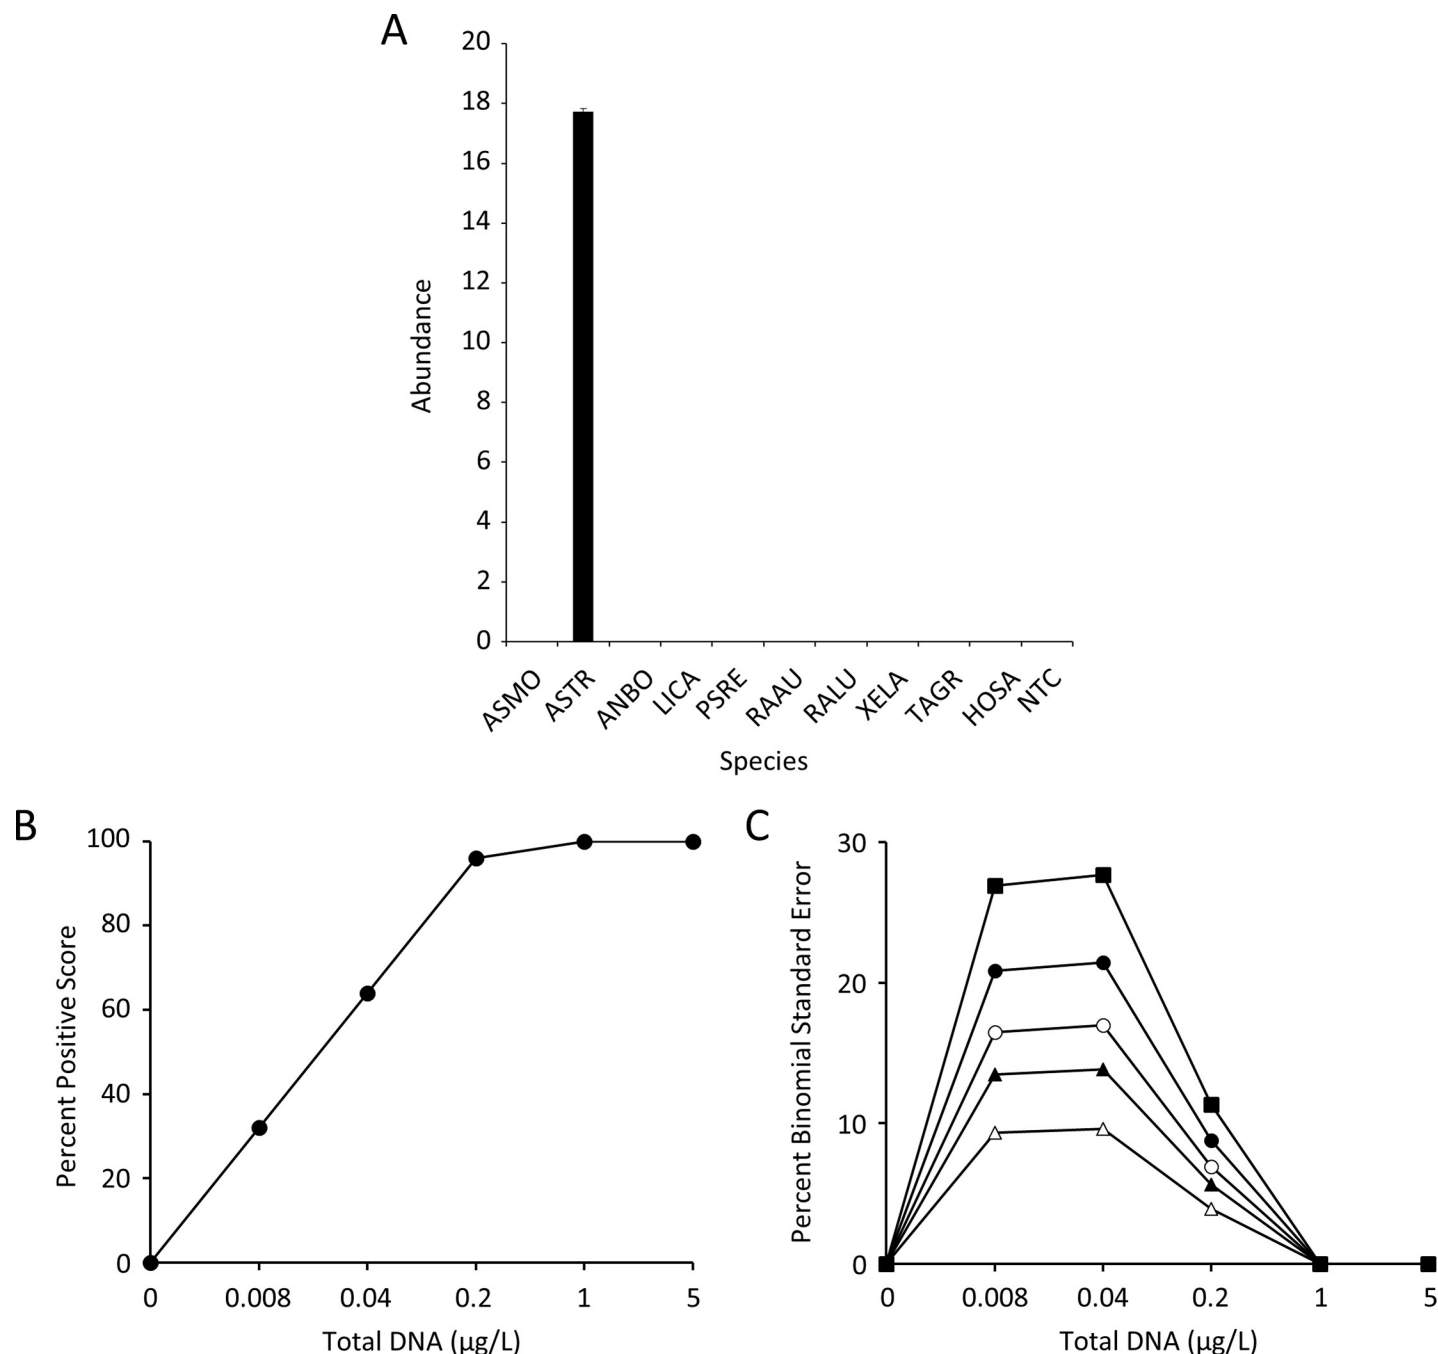 A
20
18
16
14
12
10
8
6
4
2
0
Abundance
ASMO
ASTR
ANBO
LICA
PSRE
RAAU
RALU
XELA
TAGR
HOSA
NTC
Species
B
100
80
60
40
20
0
Percent Positive Score
0 0.008 0.04 0.2 1 5
Total DNA (µg/L)
C
30
20
10
0
Percent Binomial Standard Error
0 0.008 0.04 0.2 1 5
Total DNA (µg/L)